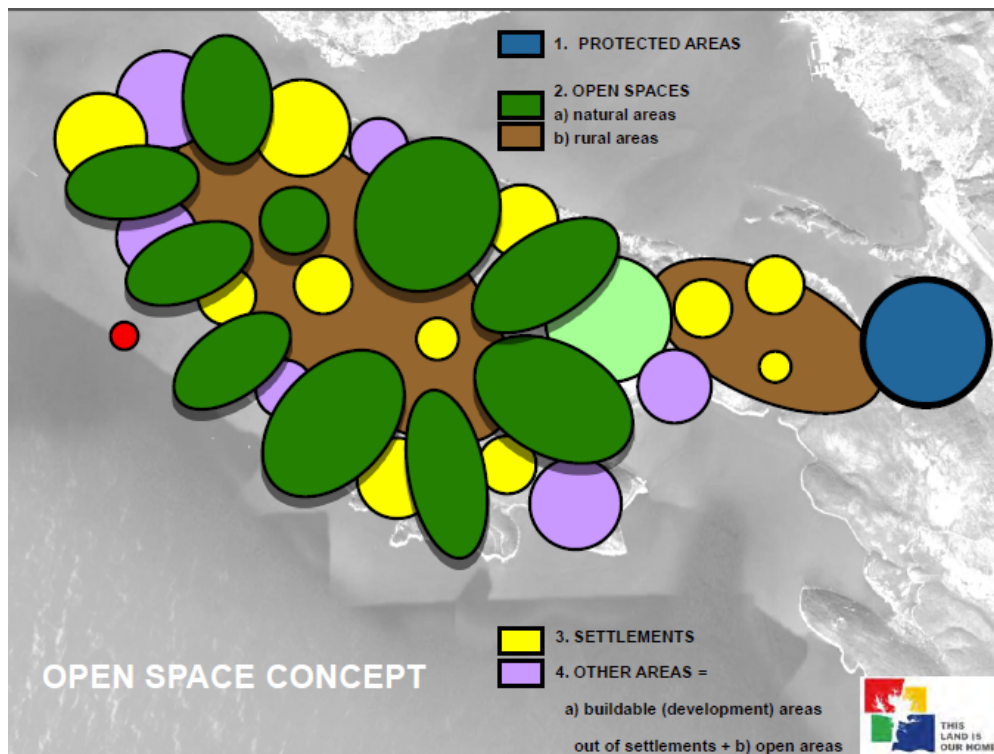 1. PROTECTED AREAS
2. OPEN SPACES
a) natural areas
b) rural areas
3. SETTLEMENTS
4. OTHER AREAS =
a) buildable (development) areas
out of settlements + b) open areas
OPEN SPACE CONCEPT
THIS
LAND IS
OUR HOME